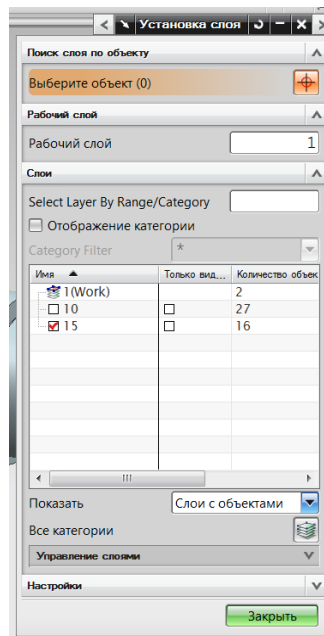 Установка слоя
Поиск слоя по объекту
Выберите объект (0)
Рабочий слой
Рабочий слой 1
Слои
Select Layer By Range/Category
Отображение категории
Category Filter *
Имя Только вид... Количество объек
1(Work) 2
10 27
15 16
Показать Слои с объектами
Все категории
Управление слоями
Настройки
Закрыть